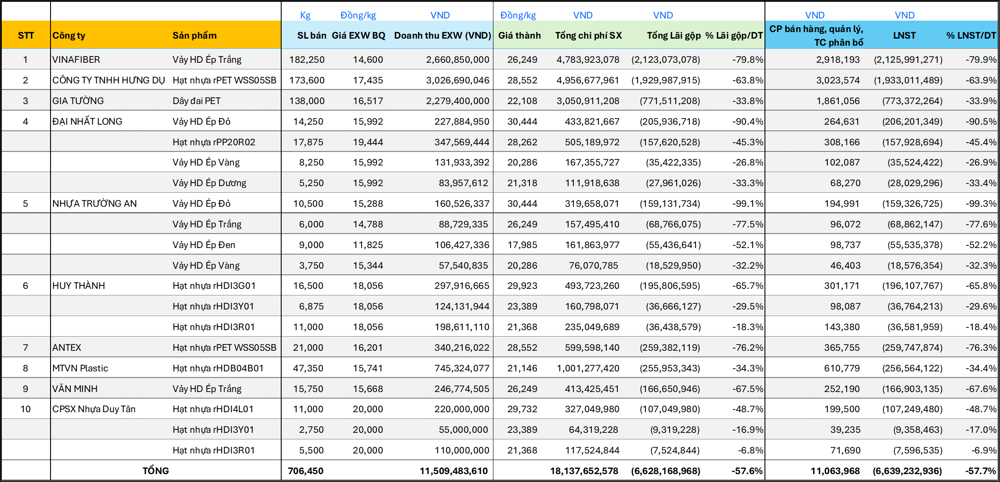 Kg Đồng/kg VND Đồng/kg VND VND VND VND
STT Công ty Sản phẩm SL bán Giá EXW BQ Doanh thu EXW (VND) Giá thành Tổng chi phí SX Tổng Lãi gộp % Lãi gộp/DT CP bán hàng, quản lý, TC phân bổ LNST % LNST/DT
1 VINAFIBER Vảy HD Ép Trắng 182,250 14,600 2,660,850,000 26,249 4,783,923,078 (2,123,073,078) -79.8% 2,918,193 (2,125,991,271) -79.9%
2 CÔNG TY TNHH HƯNG DỤ Hạt nhựa rPET WSS05SB 173,600 17,435 3,026,690,046 28,552 4,956,677,961 (1,929,987,915) -63.8% 3,023,574 (1,933,011,489) -63.9%
3 GIA TƯỜNG Dây đai PET 138,000 16,517 2,279,400,000 22,108 3,050,911,208 (771,511,208) -33.8% 1,861,056 (773,372,264) -33.9%
4 ĐẠI NHẤT LONG Vảy HD Ép Đỏ 14,250 15,992 227,884,950 30,444 433,821,667 (205,936,718) -90.4% 264,631 (206,201,349) -90.5%
Hạt nhựa rPP20R02 17,875 19,444 347,569,444 28,262 505,189,972 (157,620,528) -45.3% 308,166 (157,928,694) -45.4%
Vảy HD Ép Vàng 8,250 15,992 131,933,392 20,286 167,355,727 (35,422,335) -26.8% 102,087 (35,524,422) -26.9%
Vảy HD Ép Dương 5,250 15,992 83,957,612 21,318 111,918,638 (27,961,026) -33.3% 68,270 (28,029,296) -33.4%
5 NHỰA TRƯỜNG AN Vảy HD Ép Đỏ 10,500 15,288 160,526,337 30,444 319,658,071 (159,131,734) -99.1% 194,991 (159,326,725) -99.3%
Vảy HD Ép Trắng 6,000 14,788 88,729,335 26,249 157,495,410 (68,766,075) -77.5% 96,072 (68,862,147) -77.6%
Vảy HD Ép Đen 9,000 11,825 106,427,336 17,985 161,863,977 (55,436,641) -52.1% 98,737 (55,535,378) -52.2%
Vảy HD Ép Vàng 3,750 15,344 57,540,835 20,286 76,070,785 (18,529,950) -32.2% 46,403 (18,576,354) -32.3%
6 HUY THÀNH Hạt nhựa rHDI3G01 16,500 18,056 297,916,665 29,923 493,723,260 (195,806,595) -65.7% 301,171 (196,107,767) -65.8%
Hạt nhựa rHDI3Y01 6,875 18,056 124,131,944 23,389 160,798,071 (36,666,127) -29.5% 98,087 (36,764,213) -29.6%
Hạt nhựa rHDI3R01 11,000 18,056 198,611,110 21,368 235,049,689 (36,438,579) -18.3% 143,380 (36,581,959) -18.4%
7 ANTEX Hạt nhựa rPET WSS05SB 21,000 16,201 340,216,022 28,552 599,598,140 (259,382,119) -76.2% 365,755 (259,747,874) -76.3%
8 MTVN Plastic Hạt nhựa rHDB04B01 47,350 15,741 745,324,077 21,146 1,001,277,420 (255,953,343) -34.3% 610,779 (256,564,122) -34.4%
9 VĂN MINH Vảy HD Ép Trắng 15,750 15,668 246,774,505 26,249 413,425,451 (166,650,946) -67.5% 252,190 (166,903,135) -67.6%
10 CPSX Nhựa Duy Tân Hạt nhựa rHDI4L01 11,000 20,000 220,000,000 29,732 327,049,980 (107,049,980) -48.7% 199,500 (107,249,480) -48.7%
Hạt nhựa rHDI3Y01 2,750 20,000 55,000,000 23,389 64,319,228 (9,319,228) -16.9% 39,235 (9,358,463) -17.0%
Hạt nhựa rHDI3R01 5,500 20,000 110,000,000 21,368 117,524,844 (7,524,844) -6.8% 71,690 (7,596,535) -6.9%
TỔNG 706,450 11,509,483,610 18,137,652,578 (6,628,168,968) -57.6% 11,063,968 (6,639,232,936) -57.7%